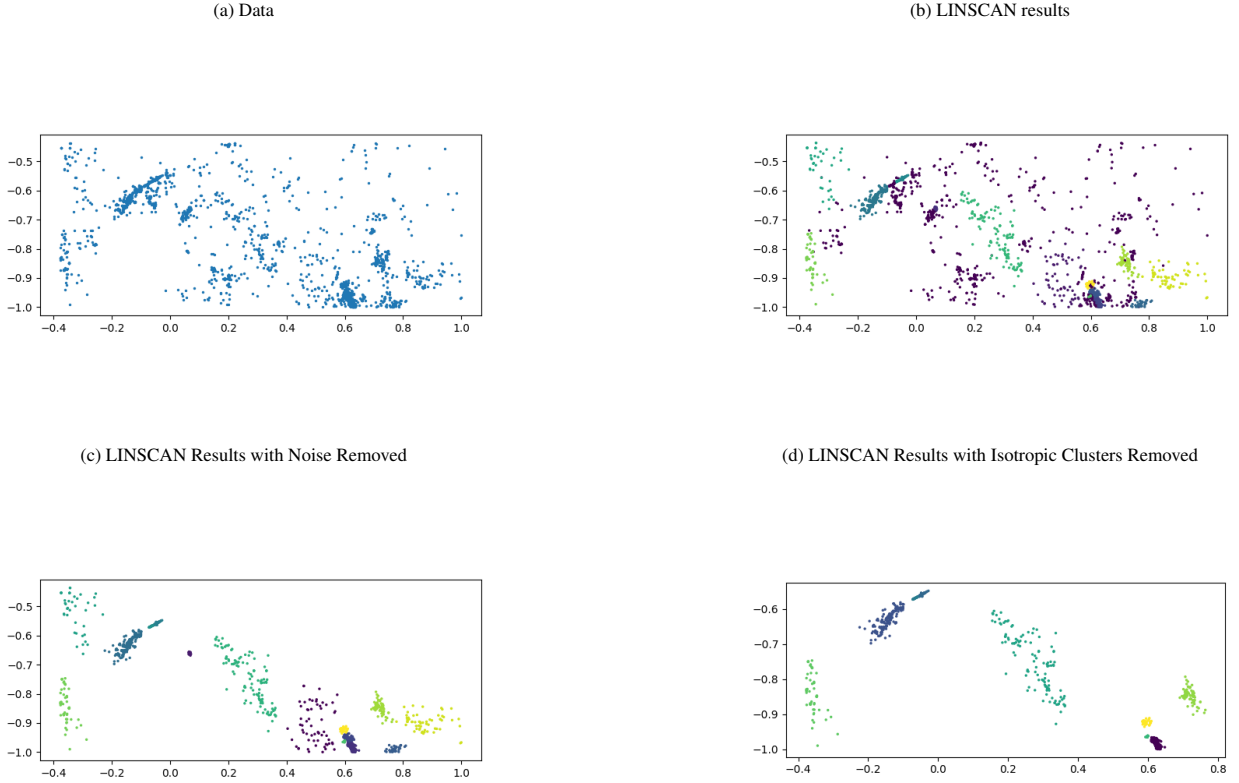 (a) Data
(b) LINSCAN results
−0.5
−0.6
−0.7
−0.8
−0.9
−1.0
−0.4 −0.2 0.0 0.2 0.4 0.6 0.8 1.0
−0.5
−0.6
−0.7
−0.8
−0.9
−1.0
−0.4 −0.2 0.0 0.2 0.4 0.6 0.8 1.0
(c) LINSCAN Results with Noise Removed
(d) LINSCAN Results with Isotropic Clusters Removed
−0.5
−0.6
−0.7
−0.8
−0.9
−1.0
−0.4 −0.2 0.0 0.2 0.4 0.6 0.8 1.0
−0.6
−0.7
−0.8
−0.9
−1.0
−0.4 −0.2 0.0 0.2 0.4 0.6 0.8